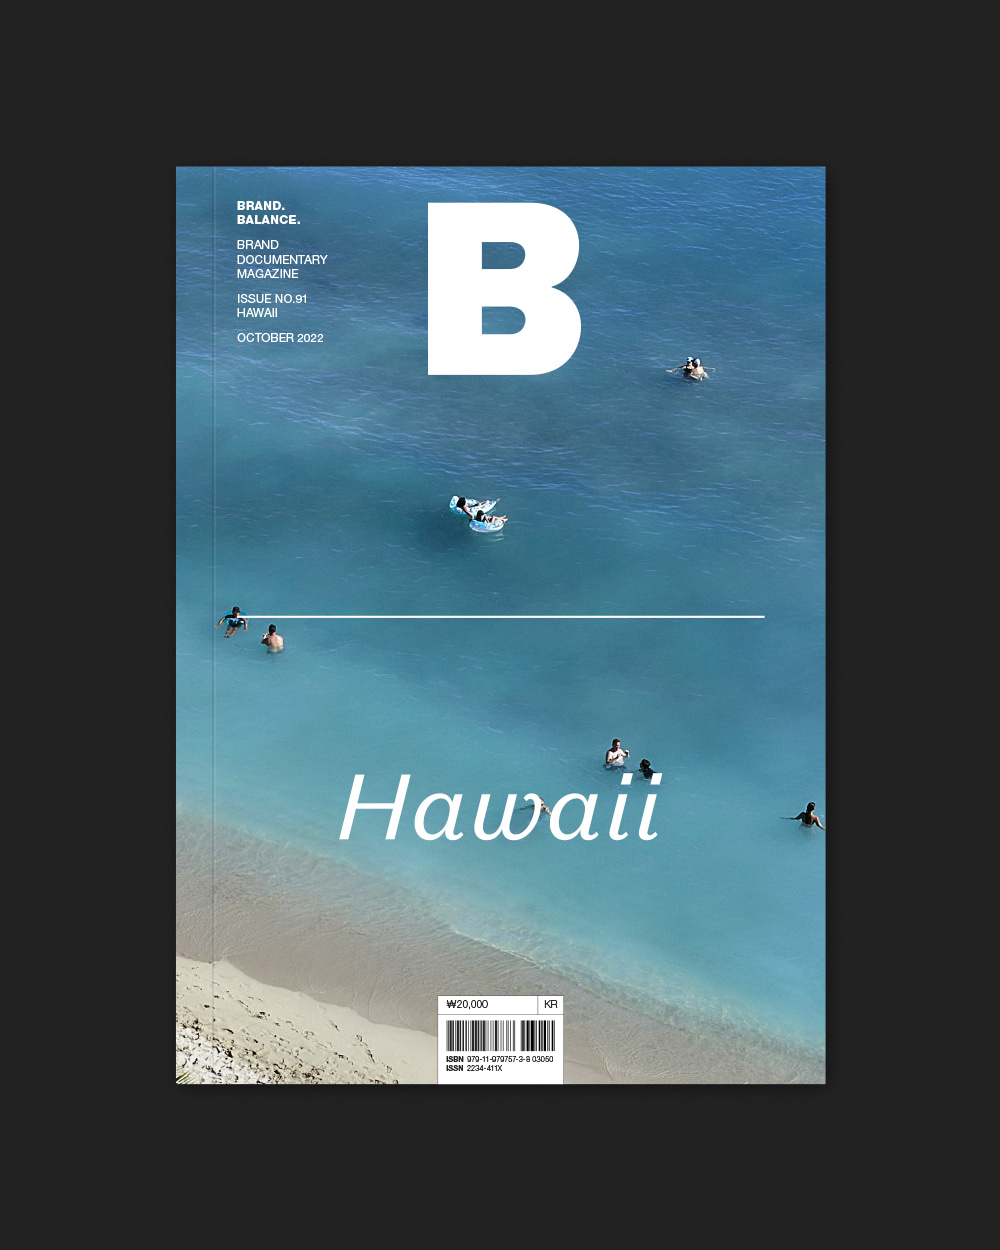 BRAND.
BALANCE.
BRAND
DOCUMENTARY
MAGAZINE
ISSUE NO.91
HAWAII
OCTOBER 2022
B
Hawaii
₩20,000 KR
ISBN 979-11-979757-3-8 03050
ISSN 2234-411X